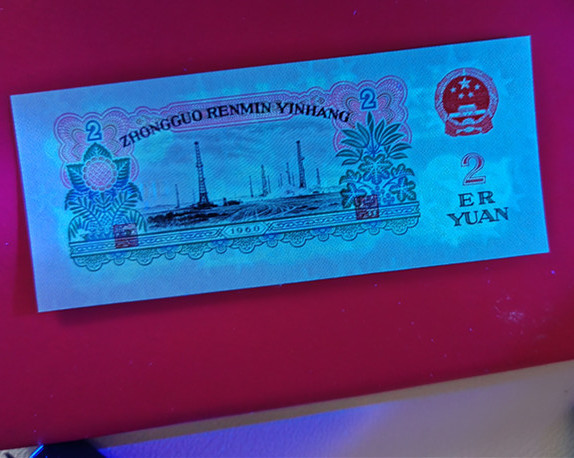 2
2
ZHONGGUO RENMIN YINHANG
2
ER
YUAN
1960